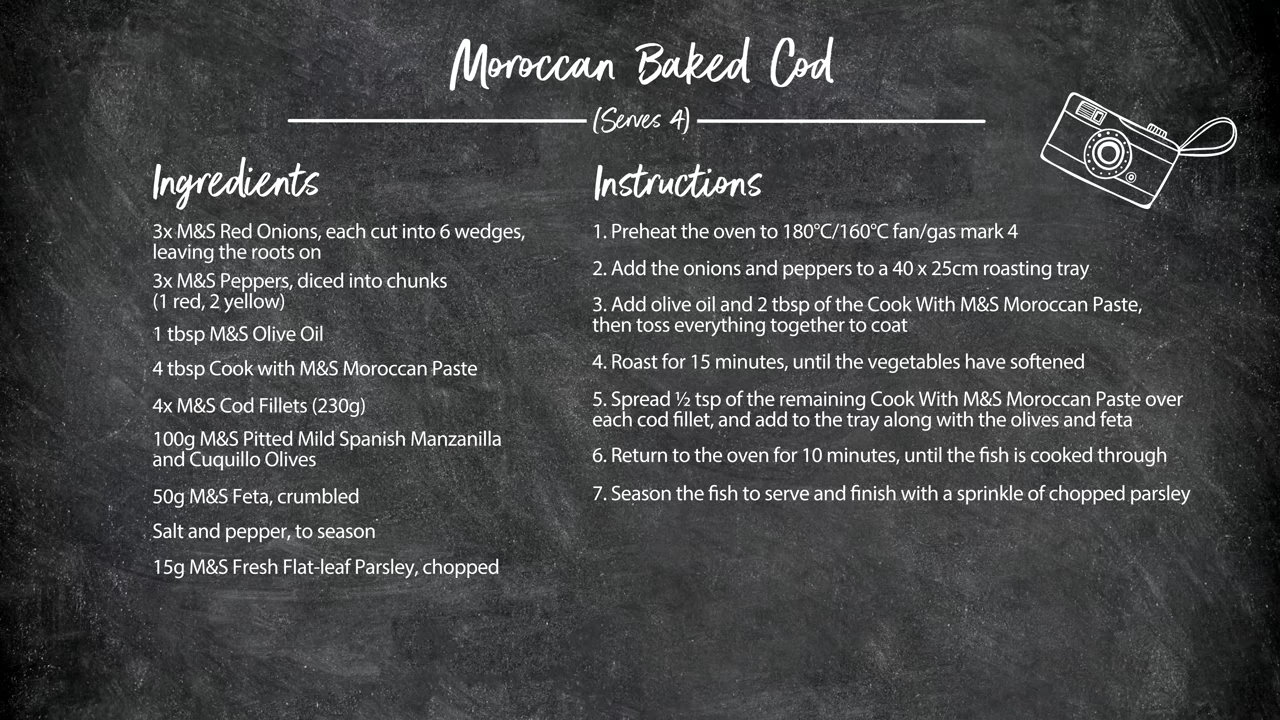 Moroccan Baked Cod
(Serves 4)
Ingredients
3x M&S Red Onions, each cut into 6 wedges,
leaving the roots on
3x M&S Peppers, diced into chunks
(1 red, 2 yellow)
1 tbsp M&S Olive Oil
4 tbsp Cook with M&S Moroccan Paste
4x M&S Cod Fillets (230g)
100g M&S Pitted Mild Spanish Manzanilla
and Cuquillo Olives
50g M&S Feta, crumbled
Salt and pepper, to season
15g M&S Fresh Flat-leaf Parsley, chopped
Instructions
1. Preheat the oven to 180°C/160°C fan/gas mark 4
2. Add the onions and peppers to a 40 x 25cm roasting tray
3. Add olive oil and 2 tbsp of the Cook With M&S Moroccan Paste,
then toss everything together to coat
4. Roast for 15 minutes, until the vegetables have softened
5. Spread ½ tsp of the remaining Cook With M&S Moroccan Paste over
each cod fillet, and add to the tray along with the olives and feta
6. Return to the oven for 10 minutes, until the fish is cooked through
7. Season the fish to serve and finish with a sprinkle of chopped parsley